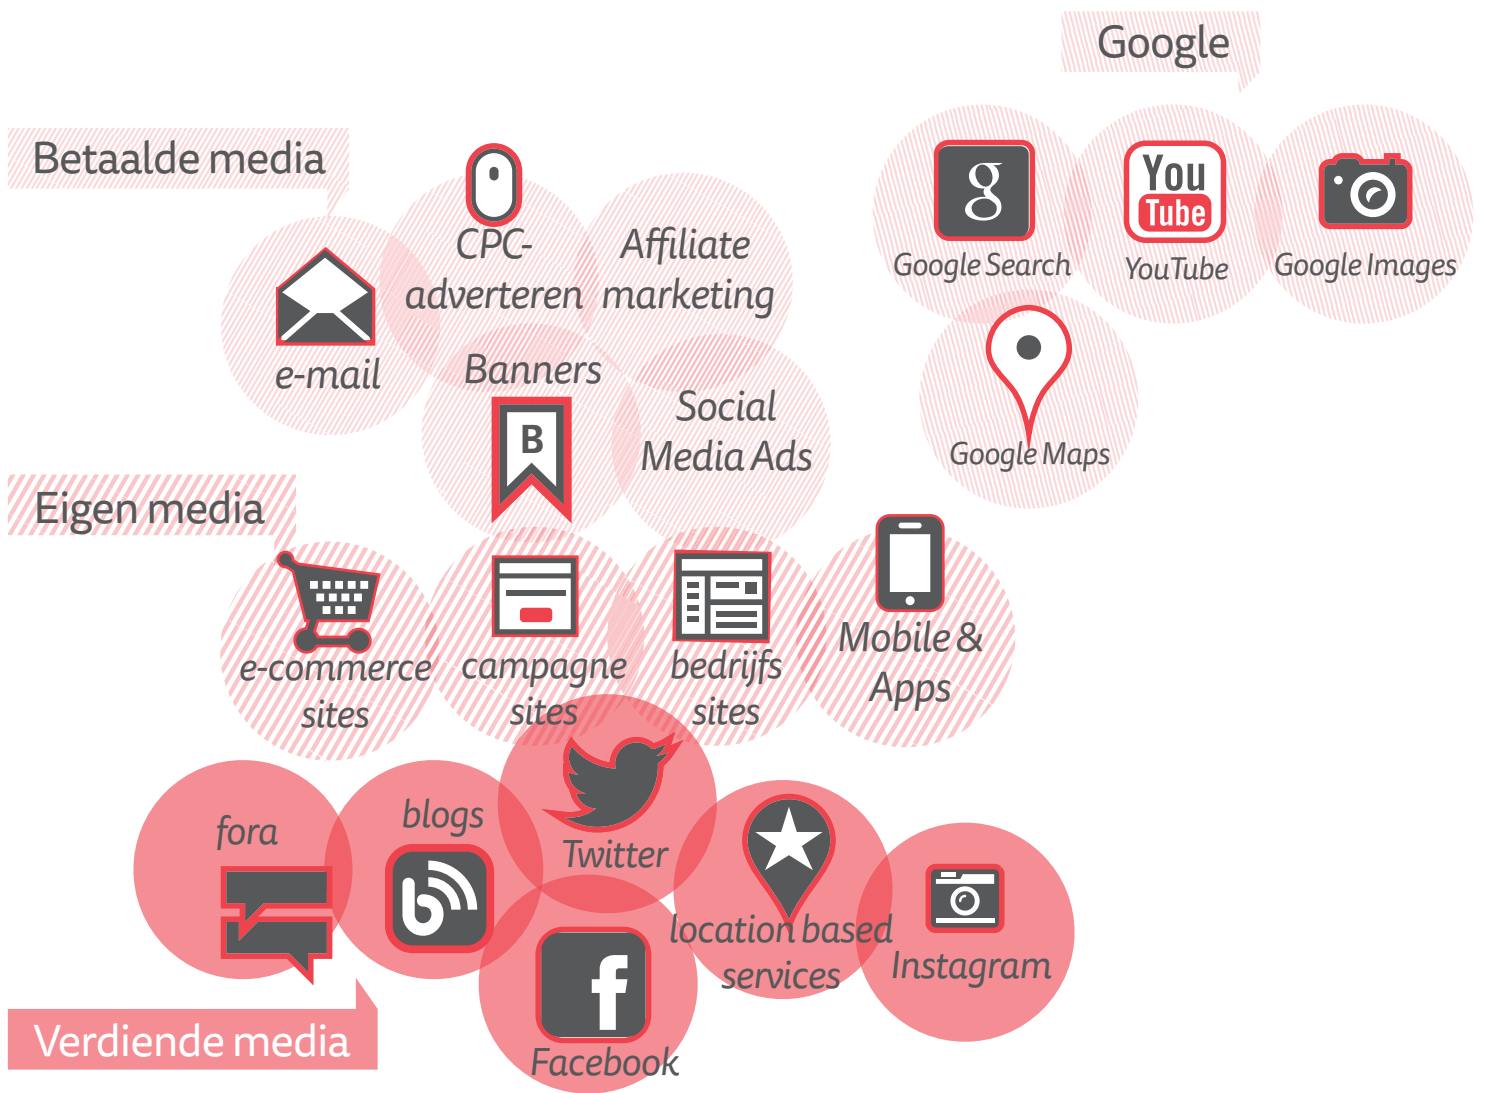 Google
Betaalde media
g
You
Tube
Google Search
YouTube
Google Images
CPC-
adverteren
Affiliate
marketing
e-mail
Banners
B
Social
Media Ads
Google Maps
Eigen media
e-commerce
sites
campagne
sites
bedrijfs
sites
Mobile &
Apps
fora
blogs
b
Twitter
location based
services
Instagram
f
Facebook
Verdiende media